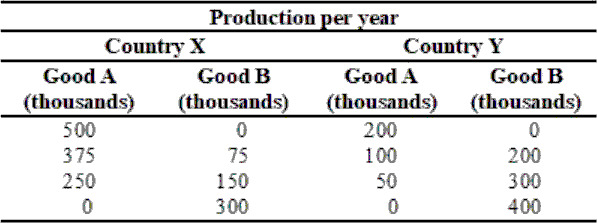 Production per year
Country X Country Y
Good A Good B Good A Good B
(thousands) (thousands) (thousands) (thousands)
500 0 200 0
375 75 100 200
250 150 50 300
0 300 0 400